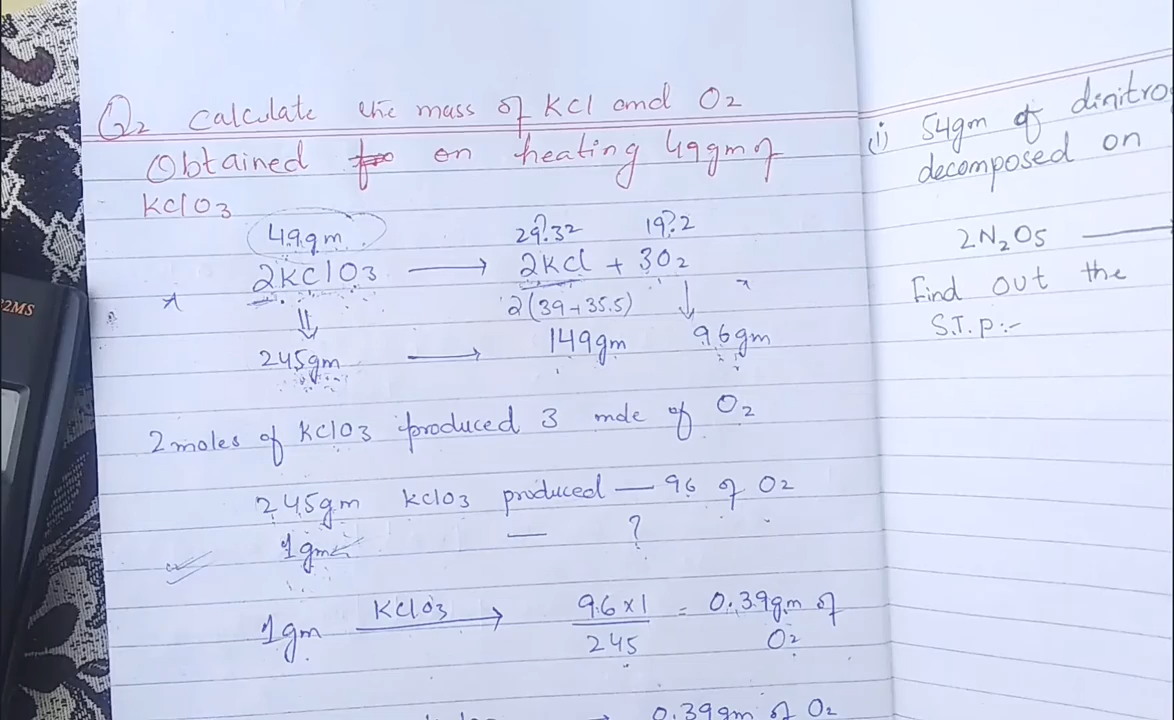 Q2 Calculate the mass of KCl and O2
Obtained on heating 49gm of
KClO3
49gm 29?.32 19?.2
2KClO3 → 2KCl + 3O2
2(39+35.5)
245gm → 149gm 96gm
2 moles of KClO3 produced 3 mole of O2
245gm KClO3 produced — 96 of O2
1gm — ?
1gm KClO3 → 96×1/245 = 0.39gm of O2
0.39gm of O2
(i) 54gm of dinitro
decomposed on
2N2O5
Find out the
S.T.P:-
2MS